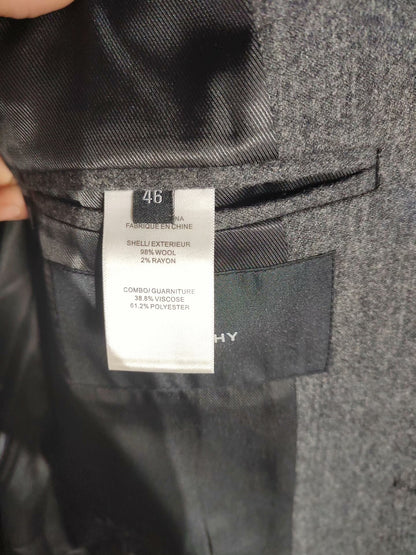 46
NA
FABRIQUE EN CHINE
SHELL/ EXTERIEUR
98% WOOL
2% RAYON
COMBO/ GUARNITURE
38.8% VISCOSE
61.2% POLYESTER
HY